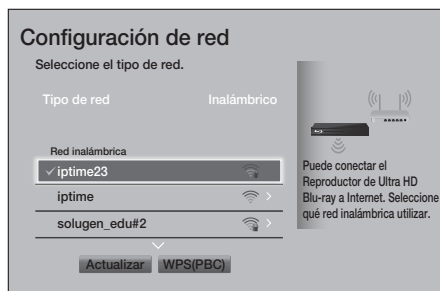 Configuración de red
Seleccione el tipo de red.
Tipo de red Inalámbrico
Red inalámbrica
iptime23
iptime
solugen_edu#2
Actualizar WPS(PBC)
Puede conectar el
Reproductor de Ultra HD
Blu-ray a Internet. Seleccione
qué red inalámbrica utilizar.